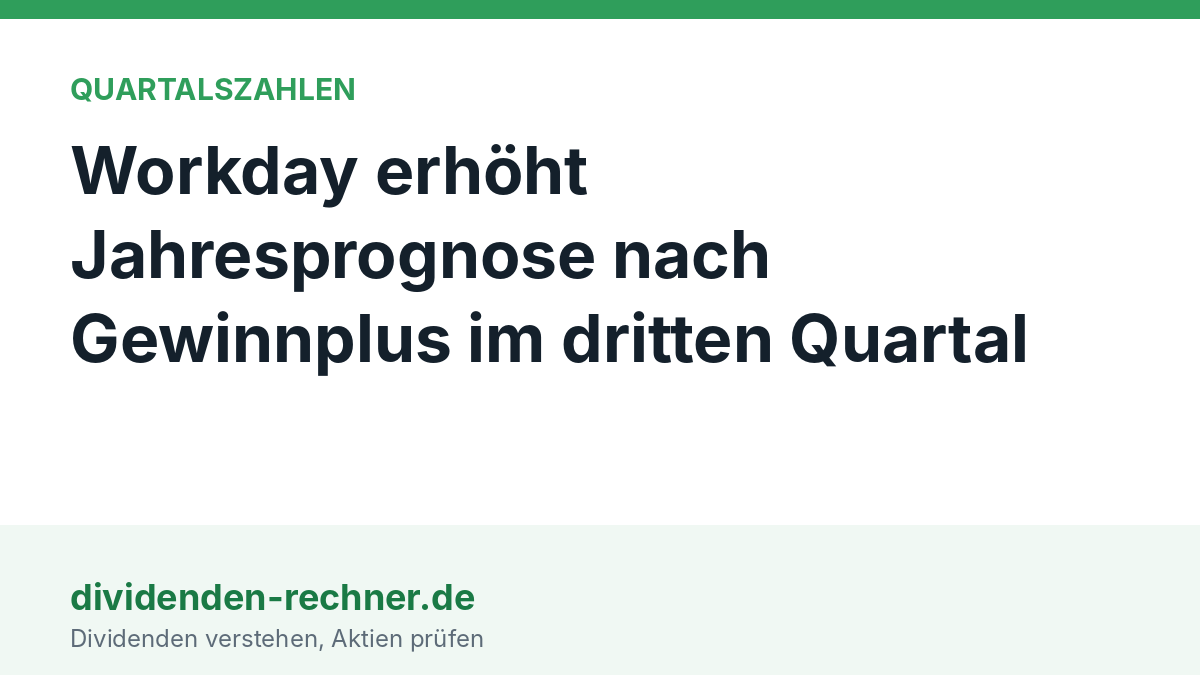 QUARTALSZAHLEN
Workday erhöht
Jahresprognose nach
Gewinnplus im dritten Quartal
dividenden-rechner.de
Dividenden verstehen, Aktien prüfen